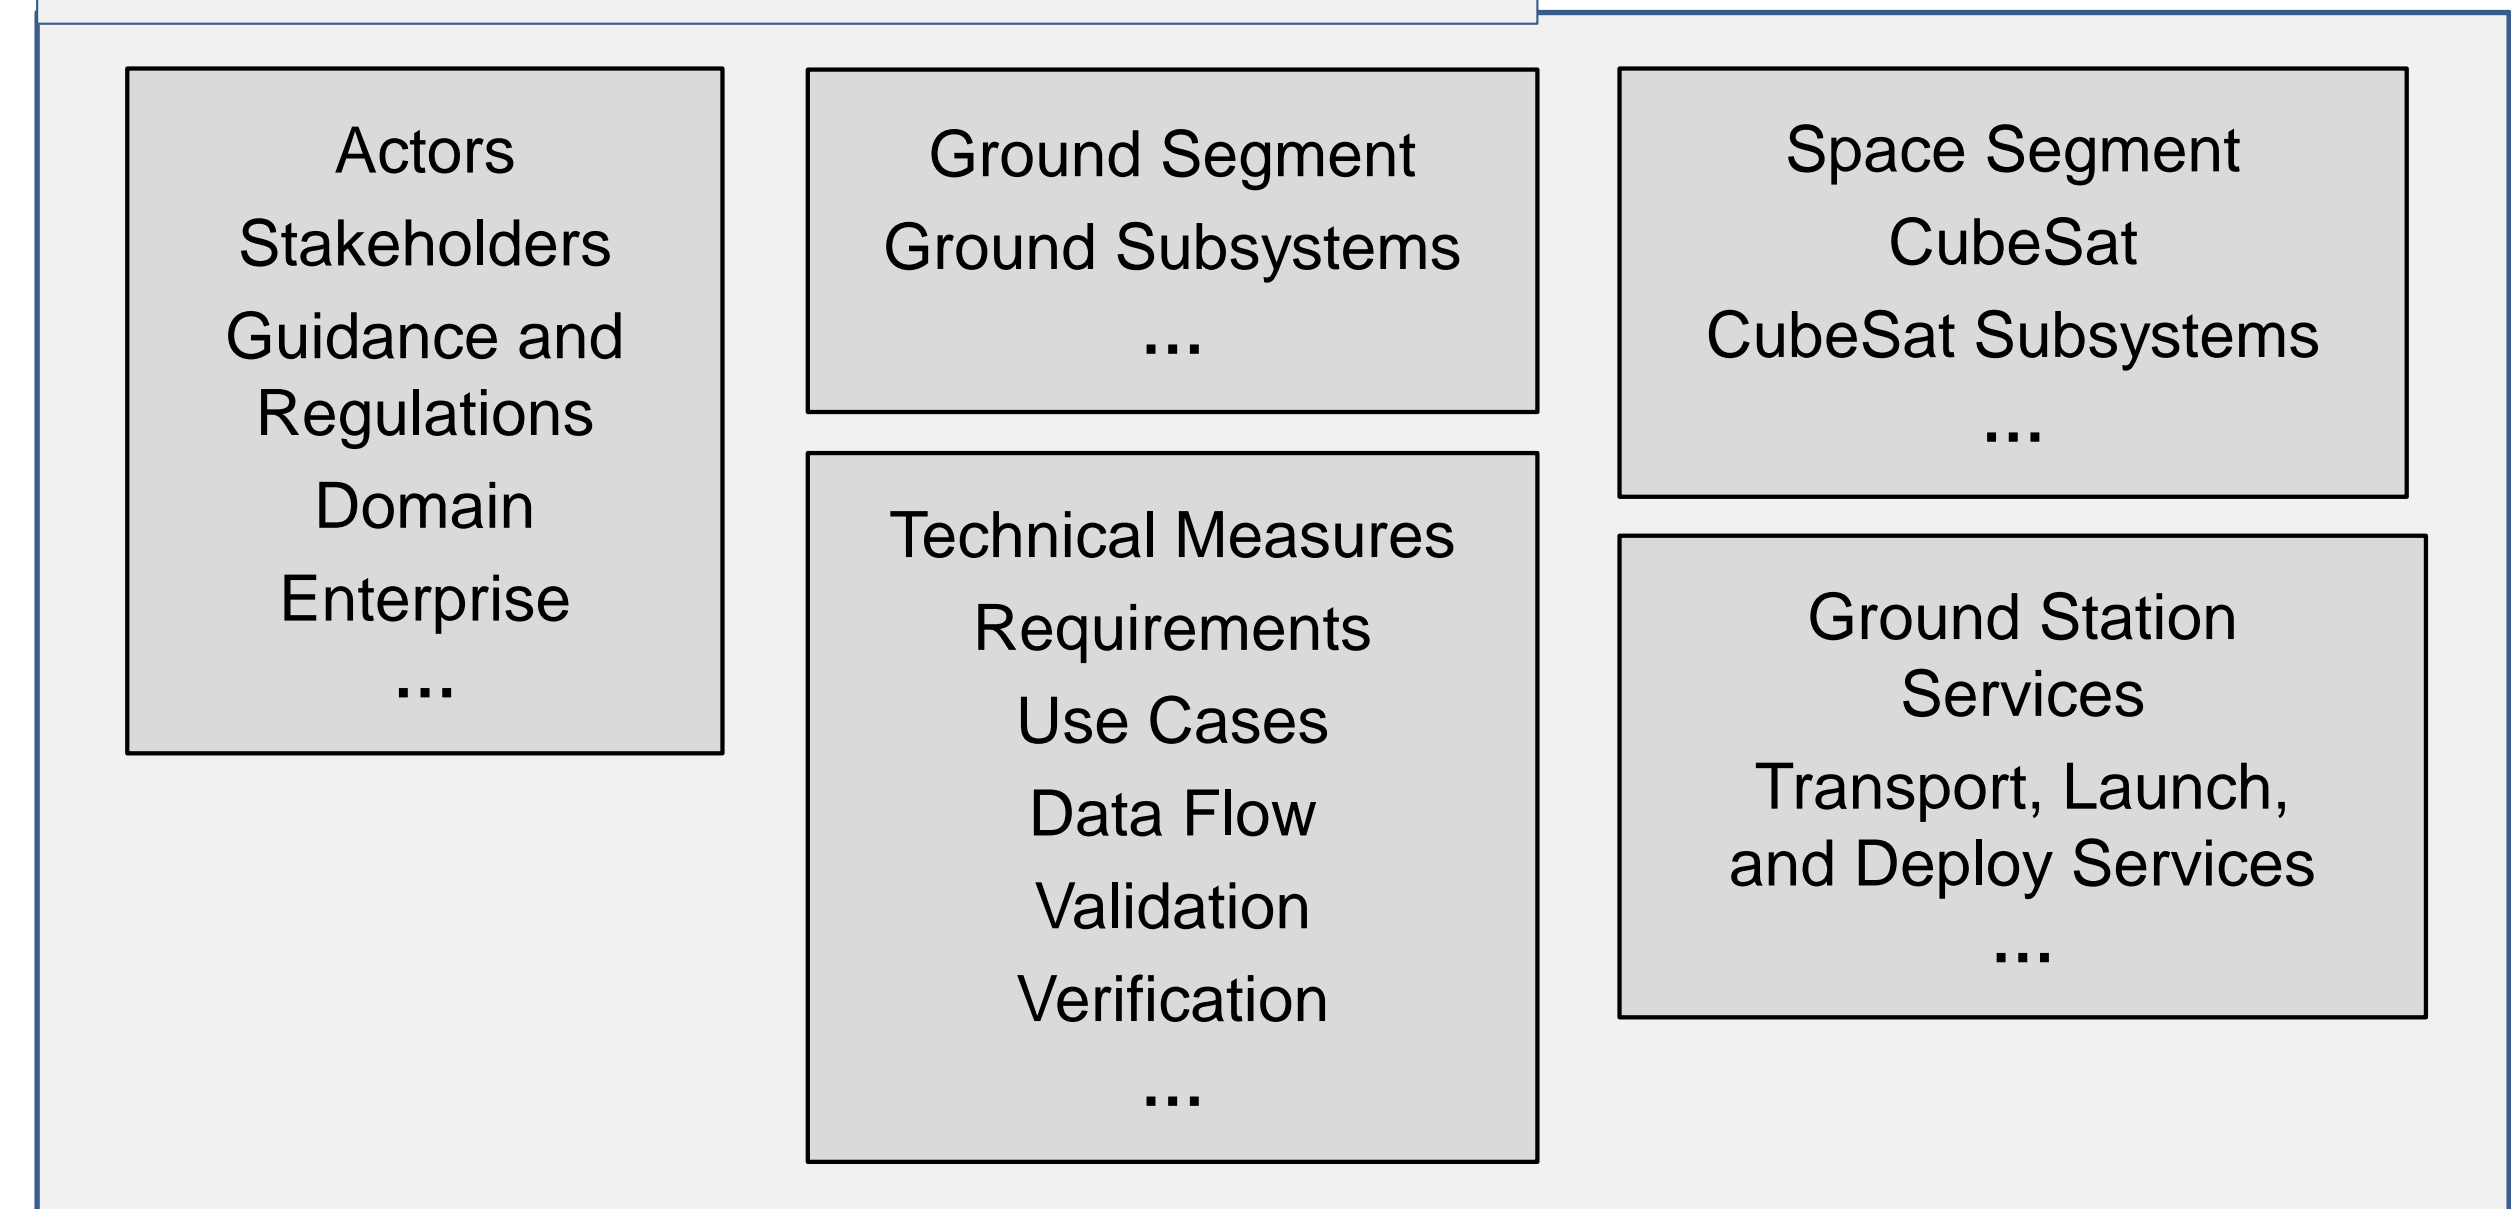 Actors
Stakeholders
Guidance and
Regulations
Domain
Enterprise
...
Ground Segment
Ground Subsystems
...
Technical Measures
Requirements
Use Cases
Data Flow
Validation
Verification
...
Space Segment
CubeSat
CubeSat Subsystems
...
Ground Station
Services
Transport, Launch,
and Deploy Services
...